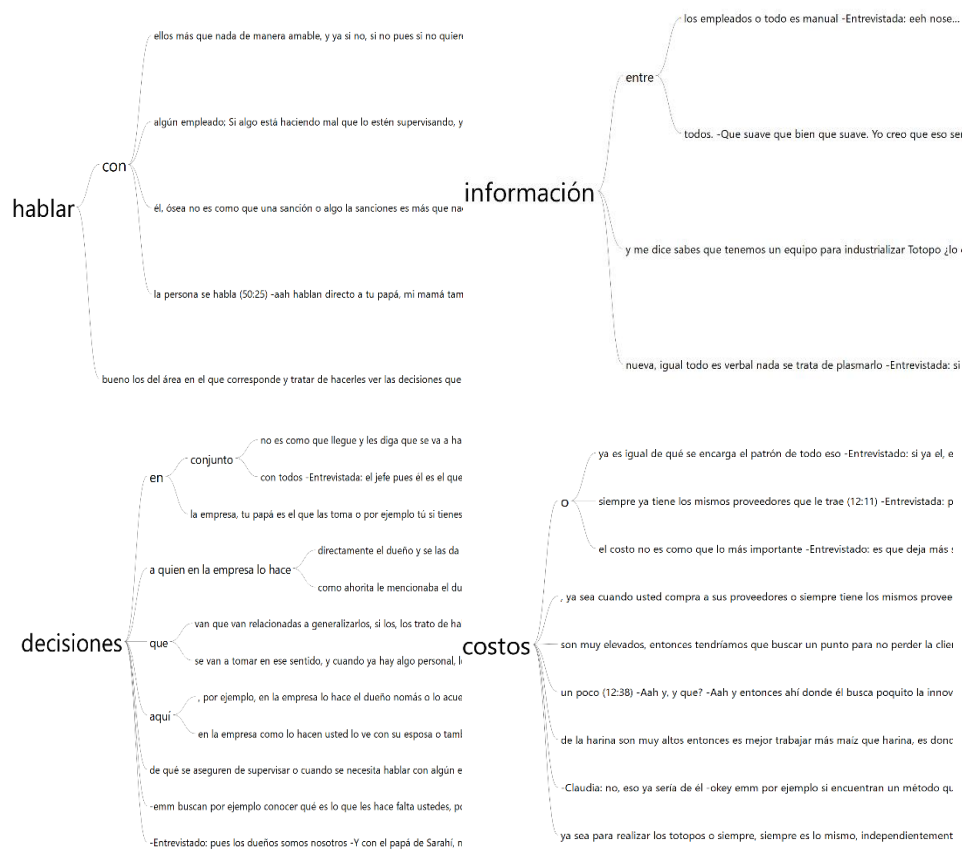 hablar
con
ellos más que nada de manera amable, y ya si no, si no pues si no quier
algún empleado; Si algo está haciendo mal que lo estén supervisando, y
él, ósea no es como que una sanción o algo la sanciones es más que na
la persona se habla (50:25) -aah hablan directo a tu papá, mi mamá tam
bueno los del área en el que corresponde y tratar de hacerles ver las decisiones que
información
entre
los empleados o todo es manual -Entrevistada: eeh nose...
todos. -Que suave que bien que suave. Yo creo que eso ser
y me dice sabes que tenemos un equipo para industrializar Totopo ¿lo
nueva, igual todo es verbal nada se trata de plasmarlo -Entrevistada: si
decisiones
en
conjunto
no es como que llegue y les diga que se va a ha
con todos -Entrevistada: el jefe pues él es el que
la empresa, tu papá es el que las toma o por ejemplo tú si tienes
a quien en la empresa lo hace
directamente el dueño y se las da
como ahorita le mencionaba el du
que
van que van relacionadas a generalizarlos, si los, los trato de ha
se van a tomar en ese sentido, y cuando ya hay algo personal, l
aquí
, por ejemplo, en la empresa lo hace el dueño nomás o lo acue
en la empresa como lo hacen usted lo ve con su esposa o tamb
de qué se aseguren de supervisar o cuando se necesita hablar con algún e
-emm buscan por ejemplo conocer qué es lo que les hace falta ustedes, po
-Entrevistado: pues los dueños somos nosotros -Y con el papá de Sarahí, n
costos
o
ya es igual de qué se encarga el patrón de todo eso -Entrevistado: si ya el, e
siempre ya tiene los mismos proveedores que le trae (12:11) -Entrevistada: p
el costo no es como que lo más importante -Entrevistado: es que deja más s
, ya sea cuando usted compra a sus proveedores o siempre tiene los mismos provee
son muy elevados, entonces tendríamos que buscar un punto para no perder la clien
un poco (12:38) -Aah y, y que? -Aah y entonces ahí donde él busca poquito la innov
de la harina son muy altos entonces es mejor trabajar más maíz que harina, es dond
-Claudia: no, eso ya sería de él -okey emm por ejemplo si encuentran un método qu
ya sea para realizar los totopos o siempre, siempre es lo mismo, independientement